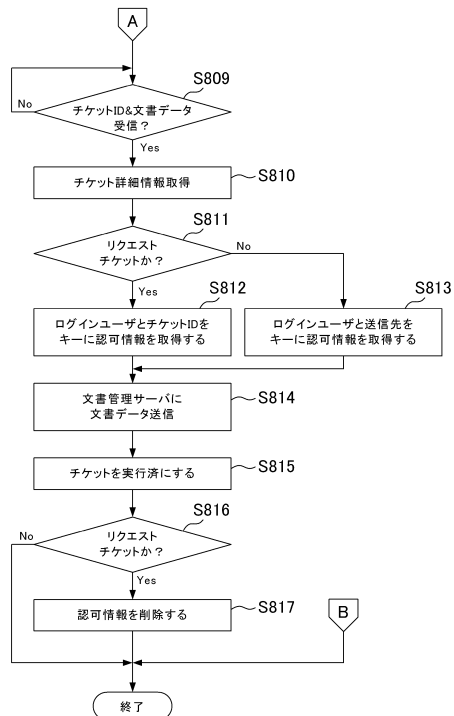 A
S809
No
チケットID&文書データ
受信？
Yes
S810
チケット詳細情報取得
S811
リクエスト
チケットか？
No
Yes
S812
ログインユーザとチケットIDを
キーに認可情報を取得する
S813
ログインユーザと送信先を
キーに認可情報を取得する
S814
文書管理サーバに
文書データ送信
S815
チケットを実行済にする
S816
No
リクエスト
チケットか？
Yes
S817
認可情報を削除する
B
終了